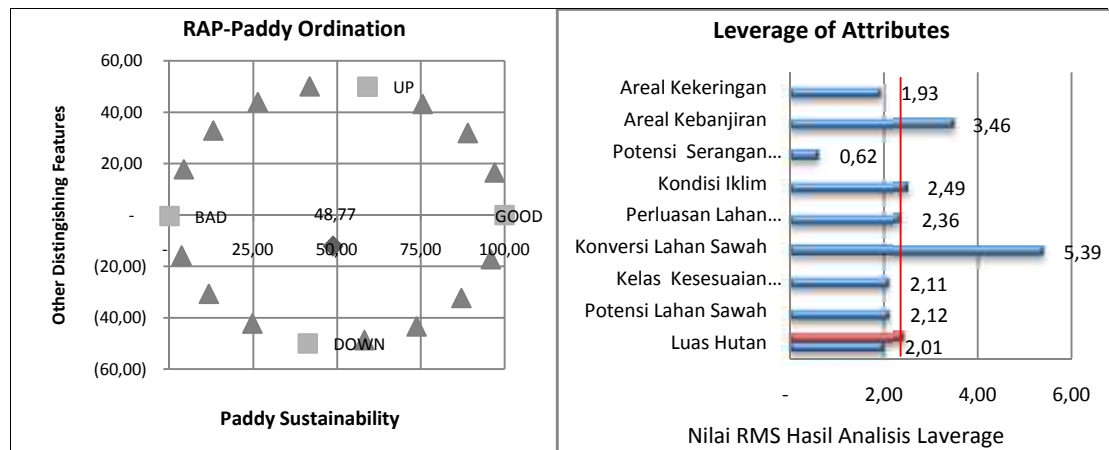 RAP-Paddy Ordination
60,00
40,00
20,00
-
(20,00)
(40,00)
(60,00)
Other Distingishing Features
UP
BAD
48,77
GOOD
-
25,00
50,00
75,00
100,00
DOWN
Paddy Sustainability
Leverage of Attributes
Areal Kekeringan
1,93
Areal Kebanjiran
3,46
Potensi Serangan...
0,62
Kondisi Iklim
2,49
Perluasan Lahan...
2,36
Konversi Lahan Sawah
5,39
Kelas Kesesuaian...
2,11
Potensi Lahan Sawah
2,12
Luas Hutan
2,01
-
2,00
4,00
6,00
Nilai RMS Hasil Analisis Laverage